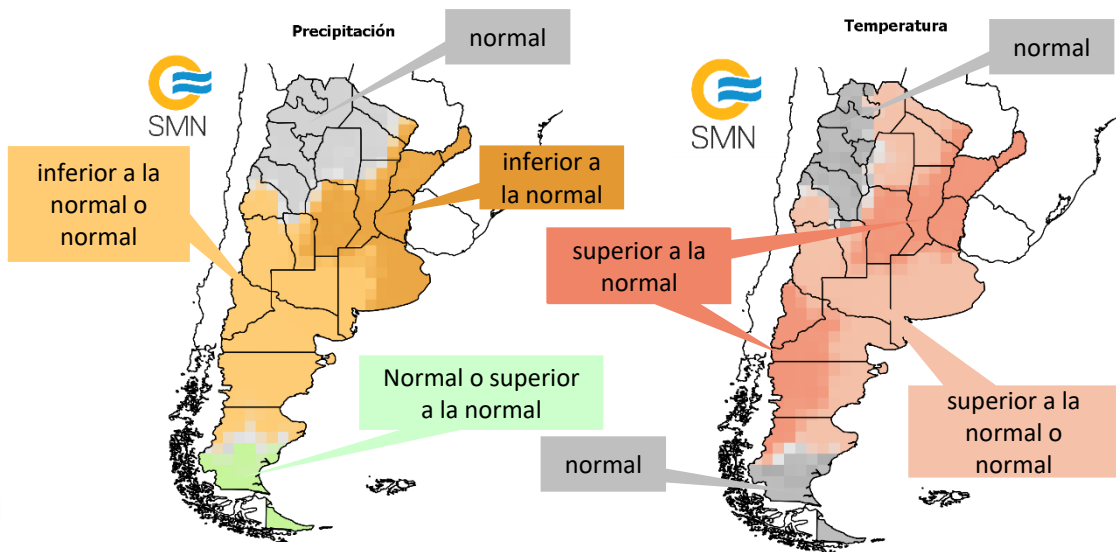 Precipitación
normal
SMN
inferior a la
normal o
normal
inferior a
la normal
Normal o superior
a la normal
Temperatura
normal
SMN
superior a la
normal
superior a la
normal o
normal
normal